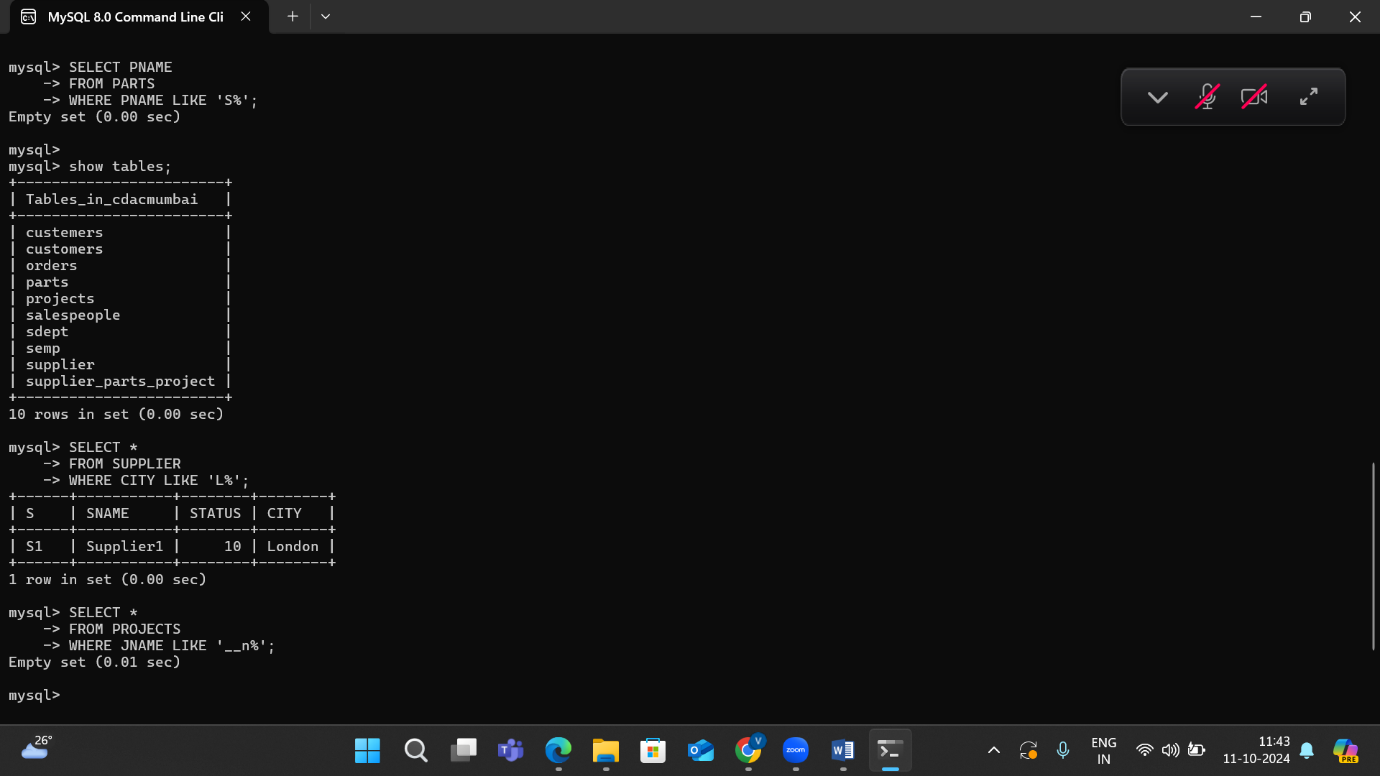 MySQL 8.0 Command Line Cli
mysql> SELECT PNAME
    -> FROM PARTS
    -> WHERE PNAME LIKE 'S%';
Empty set (0.00 sec)
mysql>
mysql> show tables;
+------------------------+
| Tables_in_cdacmumbai   |
+------------------------+
| custemers              |
| customers              |
| orders                 |
| parts                  |
| projects               |
| salespeople            |
| sdept                  |
| semp                   |
| supplier               |
| supplier_parts_project |
+------------------------+
10 rows in set (0.00 sec)
mysql> SELECT *
    -> FROM SUPPLIER
    -> WHERE CITY LIKE 'L%';
+------+-----------+--------+--------+
| S    | SNAME     | STATUS | CITY   |
+------+-----------+--------+--------+
| S1   | Supplier1 |     10 | London |
+------+-----------+--------+--------+
1 row in set (0.00 sec)
mysql> SELECT *
    -> FROM PROJECTS
    -> WHERE JNAME LIKE '__n%';
Empty set (0.01 sec)
mysql>
26°
zoom
V
W
PRE
ENG
IN
11:43
11-10-2024